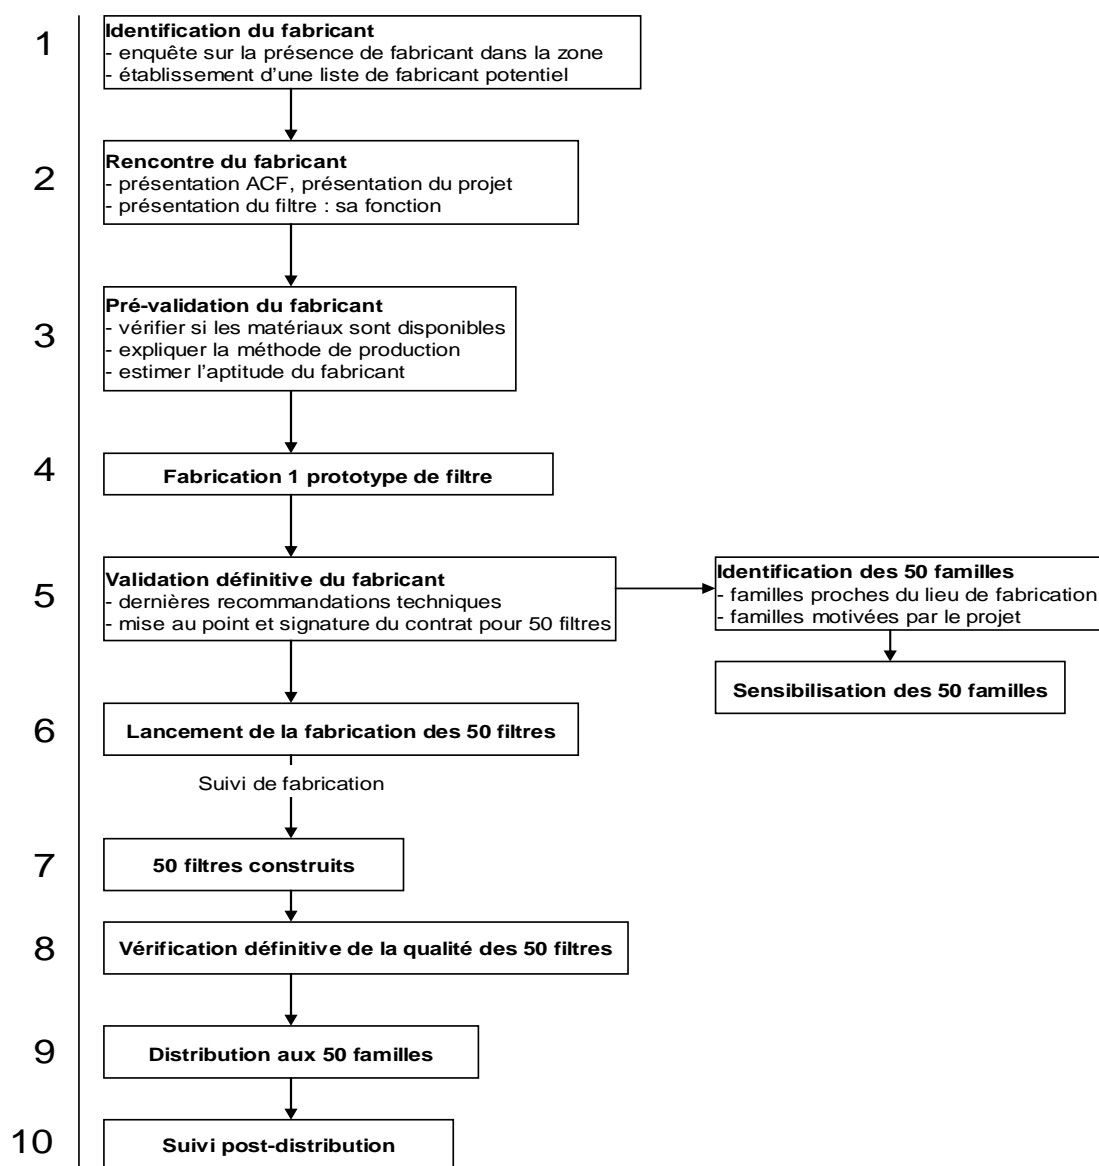 1
Identification du fabricant
- enquête sur la présence de fabricant dans la zone
- établissement d'une liste de fabricant potentiel
2
Rencontre du fabricant
- présentation ACF, présentation du projet
- présentation du filtre : sa fonction
3
Pré-validation du fabricant
- vérifier si les matériaux sont disponibles
- expliquer la méthode de production
- estimer l'aptitude du fabricant
4
Fabrication 1 prototype de filtre
5
Validation définitive du fabricant
- dernières recommandations techniques
- mise au point et signature du contrat pour 50 filtres
Identification des 50 familles
- familles proches du lieu de fabrication
- familles motivées par le projet
Sensibilisation des 50 familles
6
Lancement de la fabrication des 50 filtres
Suivi de fabrication
7
50 filtres construits
8
Vérification définitive de la qualité des 50 filtres
9
Distribution aux 50 familles
10
Suivi post-distribution